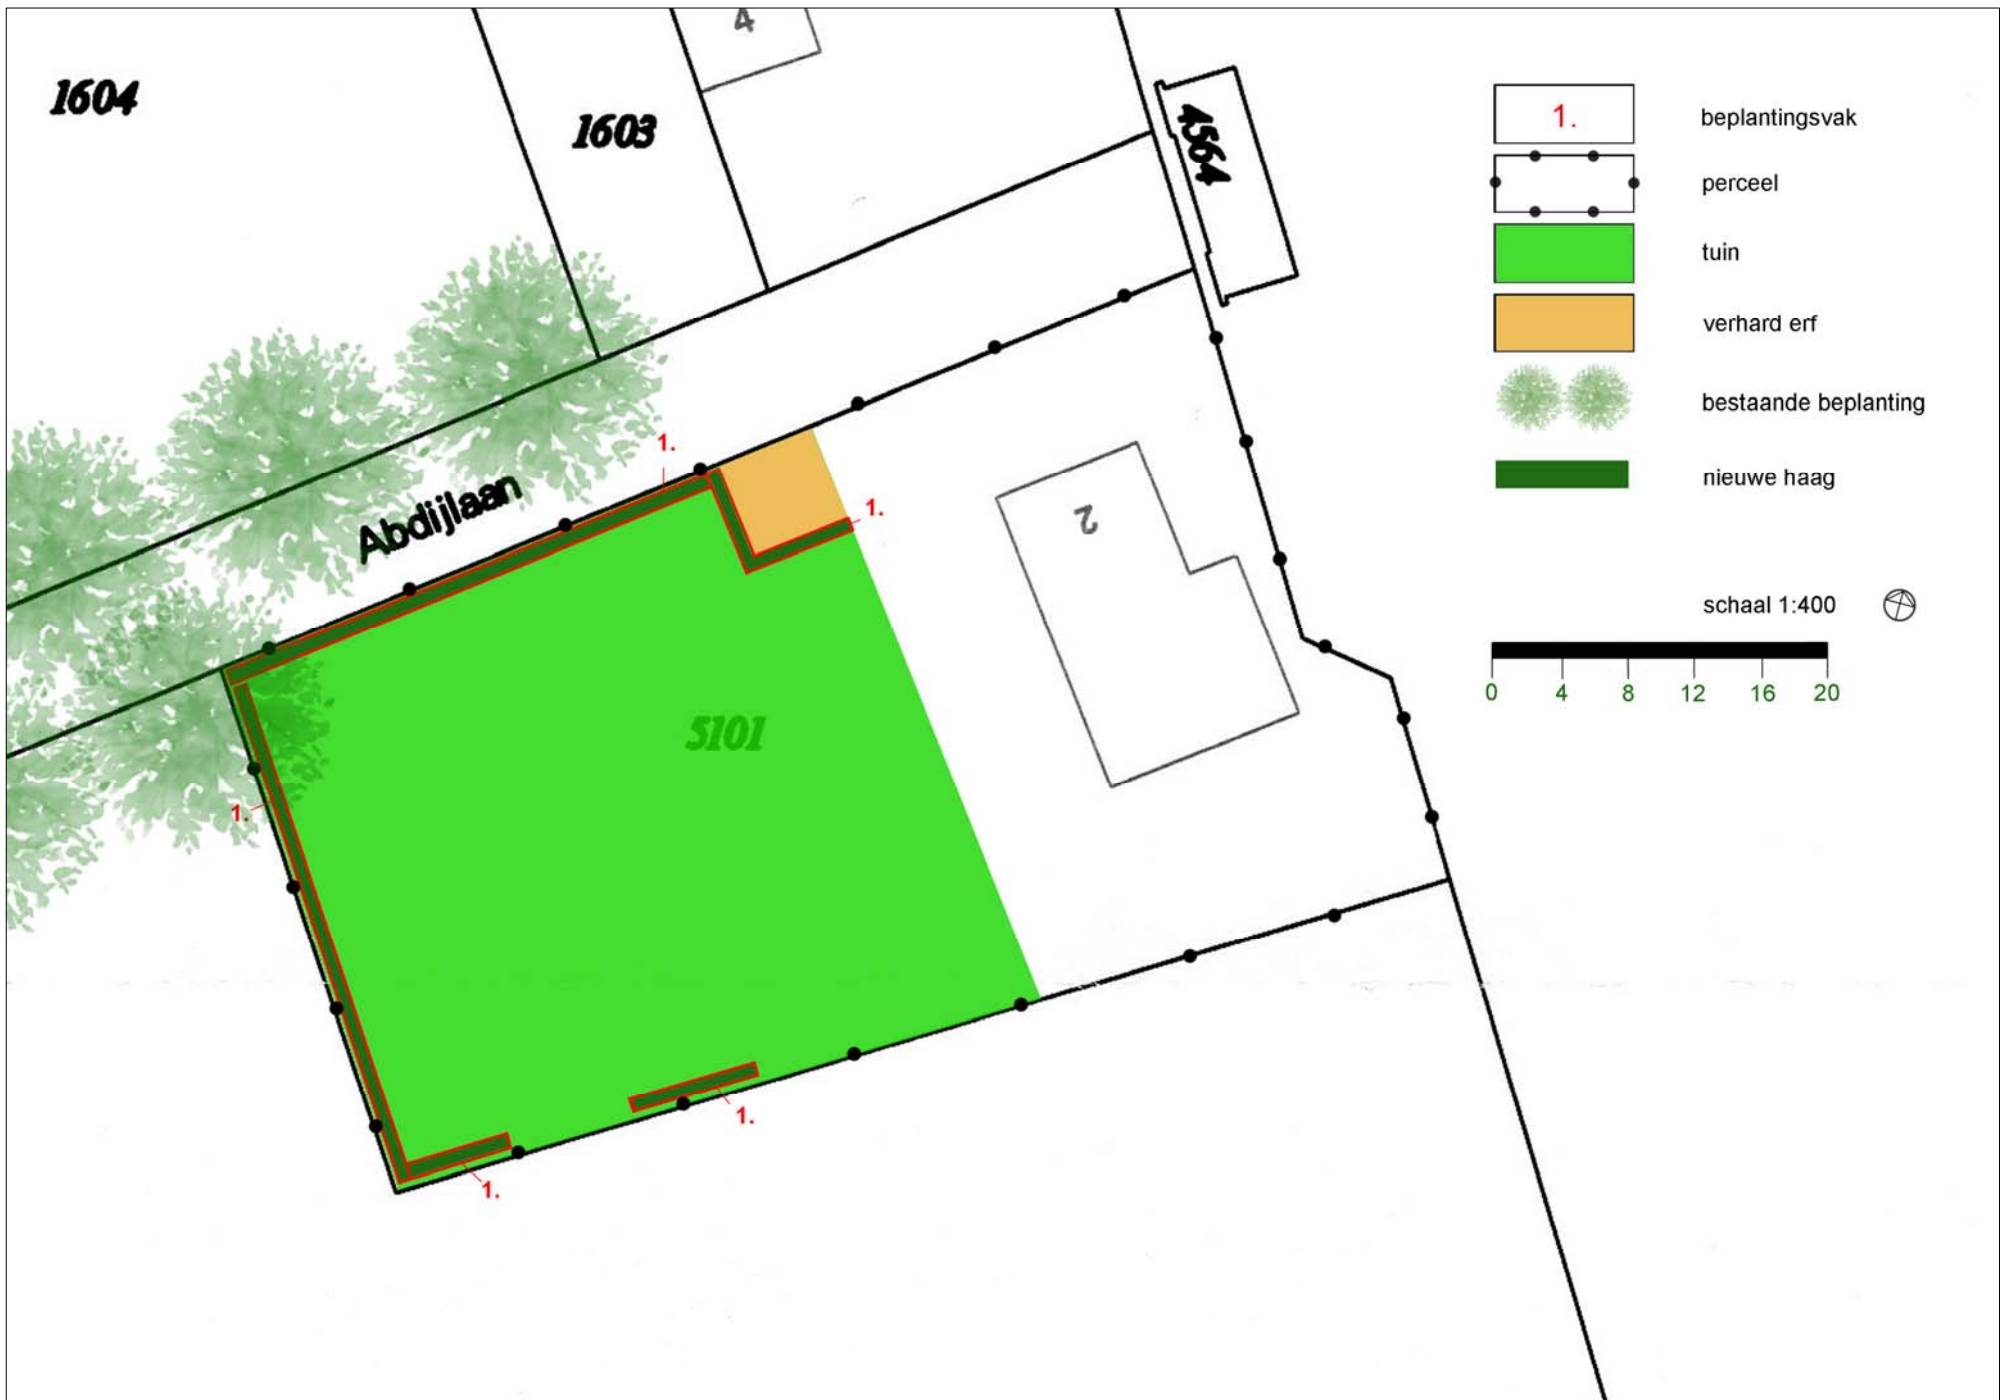 4
1604
1603
4564
1.
beplantingsvak
perceel
tuin
verhard erf
bestaande beplanting
nieuwe haag
schaal 1:400
0 4 8 12 16 20
1.
Abdijlaan
1.
2
5101
1.
1.
1.